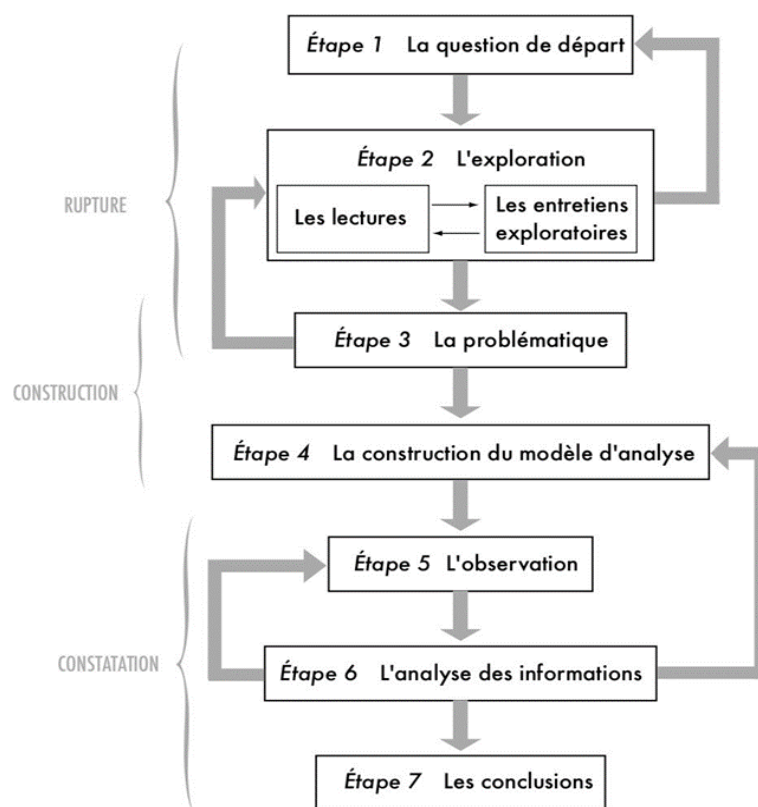 Étape 1 La question de départ
Étape 2 L'exploration
RUPTURE
Les lectures
Les entretiens
exploratoires
Étape 3 La problématique
CONSTRUCTION
Étape 4 La construction du modèle d'analyse
Étape 5 L'observation
CONSTATATION
Étape 6 L'analyse des informations
Étape 7 Les conclusions